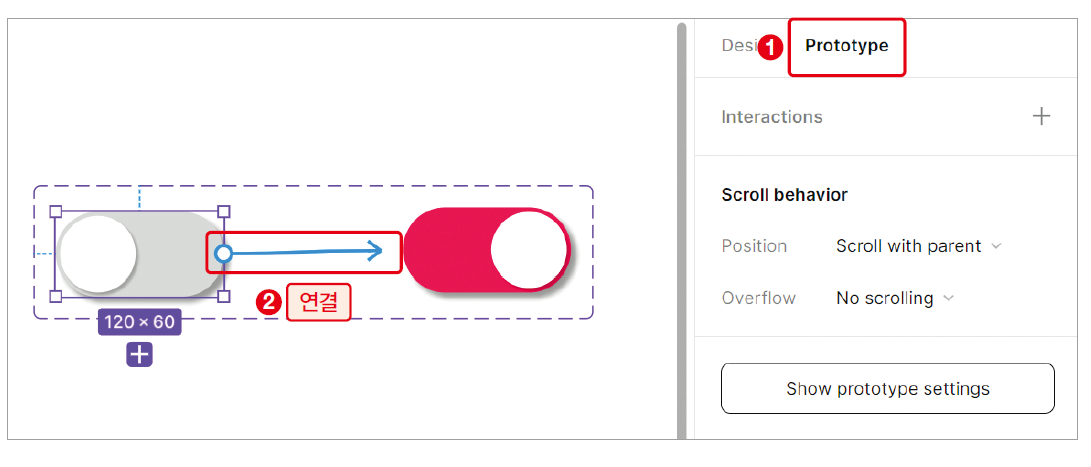 Desi
1
Prototype
Interactions
Scroll behavior
Position Scroll with parent
Overflow No scrolling
Show prototype settings
2
연결
120 × 60